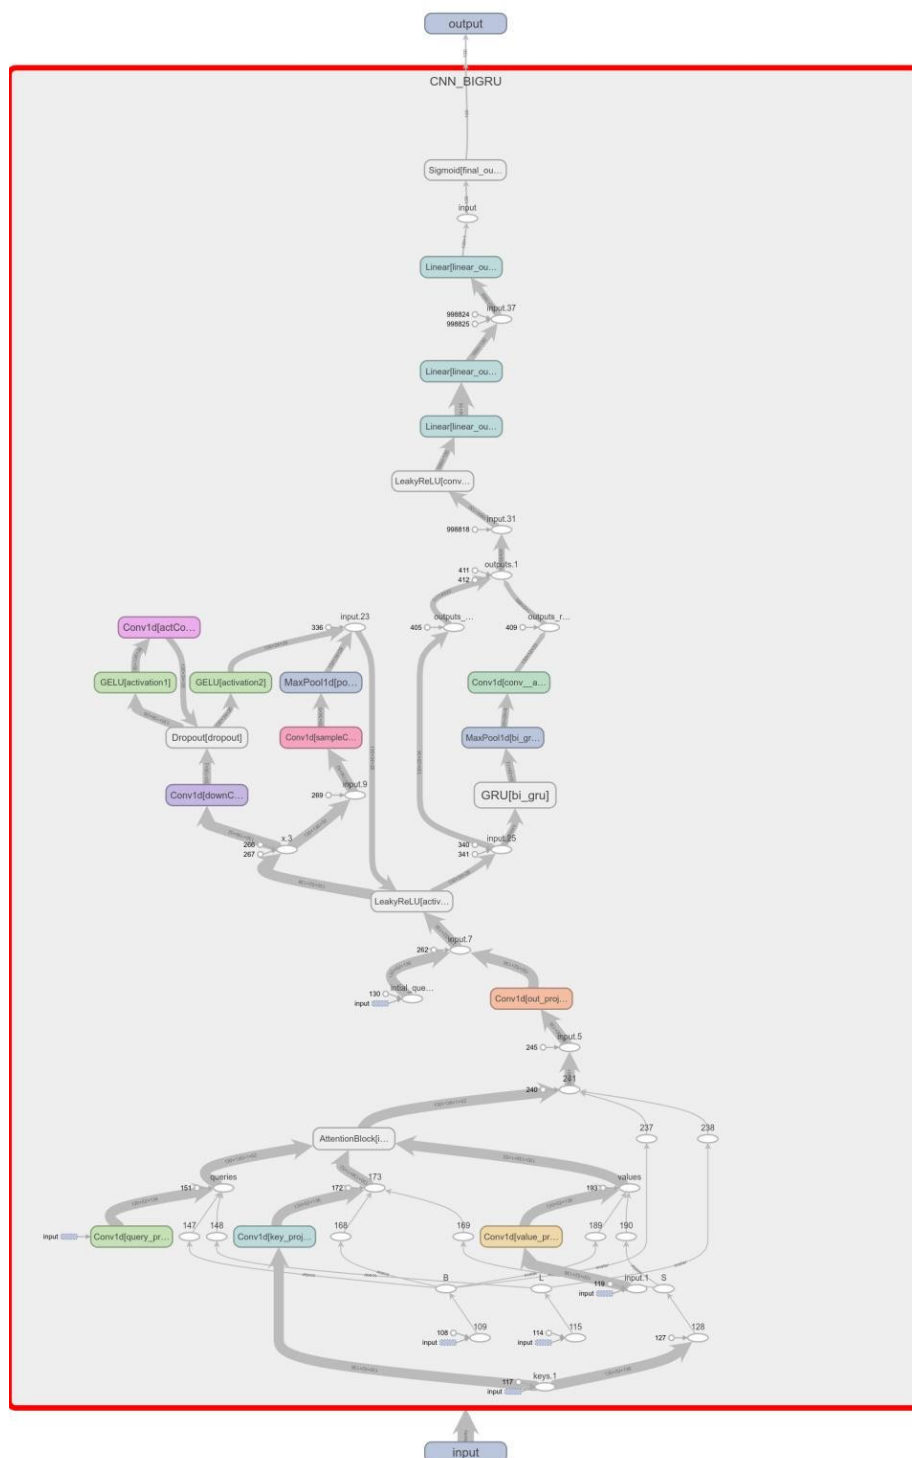 output
CNN_BIGRU
Sigmoid[final_ou...
input
Linear[linear_ou...
input.37
998824
998825
Linear[linear_ou...
Linear[linear_ou...
LeakyReLU[conv...
input.31
998818
411
outputs.1
412
input.23
outputs_...
outputs_r...
336
405
409
Conv1d[actCo...
GELU[activation1]
GELU[activation2]
MaxPool1d[po...
Conv1d[conv__a...
Dropout[dropout]
Conv1d[sampleC...
MaxPool1d[bi_gr...
input.9
Conv1d[downC...
269
GRU[bi_gru]
x.3
input.25
266
267
340
341
LeakyReLU[activ...
input.7
262
intial_que...
130
input
Conv1d[out_proj...
input.5
245
241
240
237
238
AttentionBlock[i...
queries
173
values
151
172
193
147
148
168
169
189
190
input
Conv1d[query_pr...
Conv1d[key_proj...
Conv1d[value_pr...
B
L
input.1
S
119
input
109
115
128
108
input
114
input
127
keys.1
117
input
input